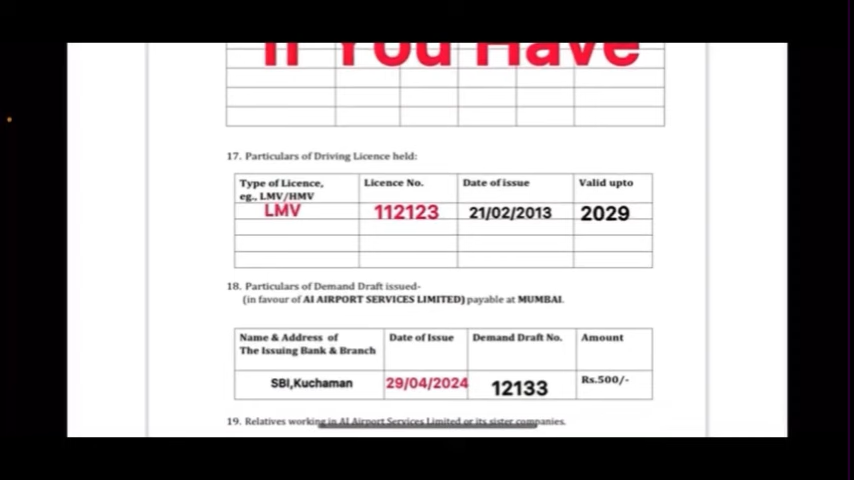 If You Have
17. Particulars of Driving Licence held:
Type of Licence, eg., LMV/HMV Licence No. Date of issue Valid upto
LMV 112123 21/02/2013 2029
18. Particulars of Demand Draft issued-
(in favour of AI AIRPORT SERVICES LIMITED) payable at MUMBAI.
Name & Address of The Issuing Bank & Branch Date of Issue Demand Draft No. Amount
SBI,Kuchaman 29/04/2024 12133 Rs.500/-
19. Relatives working in AI Airport Services Limited or its sister companies.